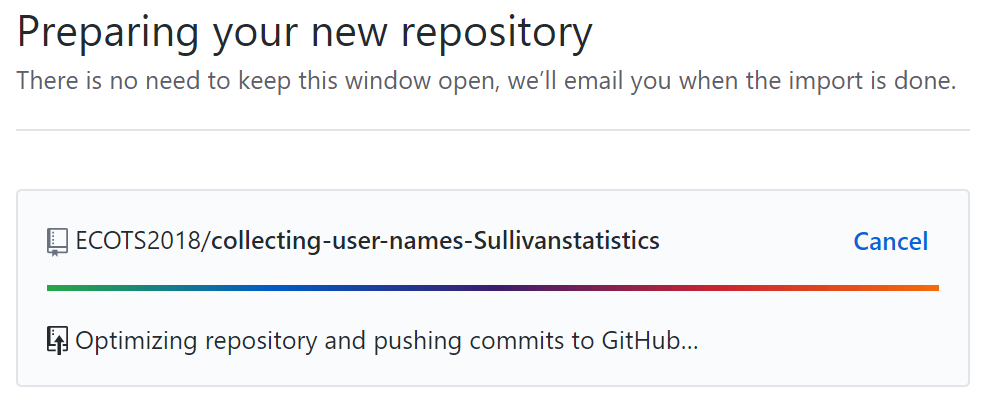 Preparing your new repository
There is no need to keep this window open, we’ll email you when the import is done.
ECOTS2018/collecting-user-names-Sullivanstatistics Cancel
Optimizing repository and pushing commits to GitHub...